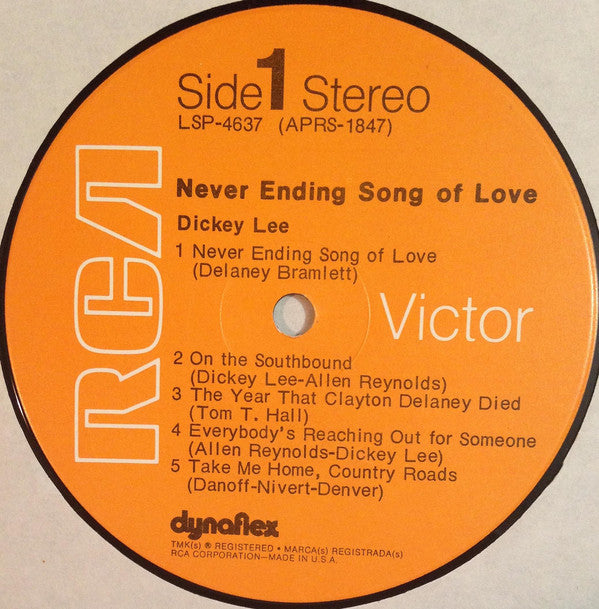 Side 1 Stereo
LSP-4637 (APRS-1847)
RCA
Never Ending Song of Love
Dickey Lee
1 Never Ending Song of Love
(Delaney Bramlett)
Victor
2 On the Southbound
(Dickey Lee-Allen Reynolds)
3 The Year That Clayton Delaney Died
(Tom T. Hall)
4 Everybody's Reaching Out for Someone
(Allen Reynolds-Dickey Lee)
5 Take Me Home, Country Roads
(Danoff-Nivert-Denver)
dynaflex
TMK(s) ® REGISTERED • MARCA(s) REGISTRADA(s)
RCA CORPORATION—MADE IN U.S.A.